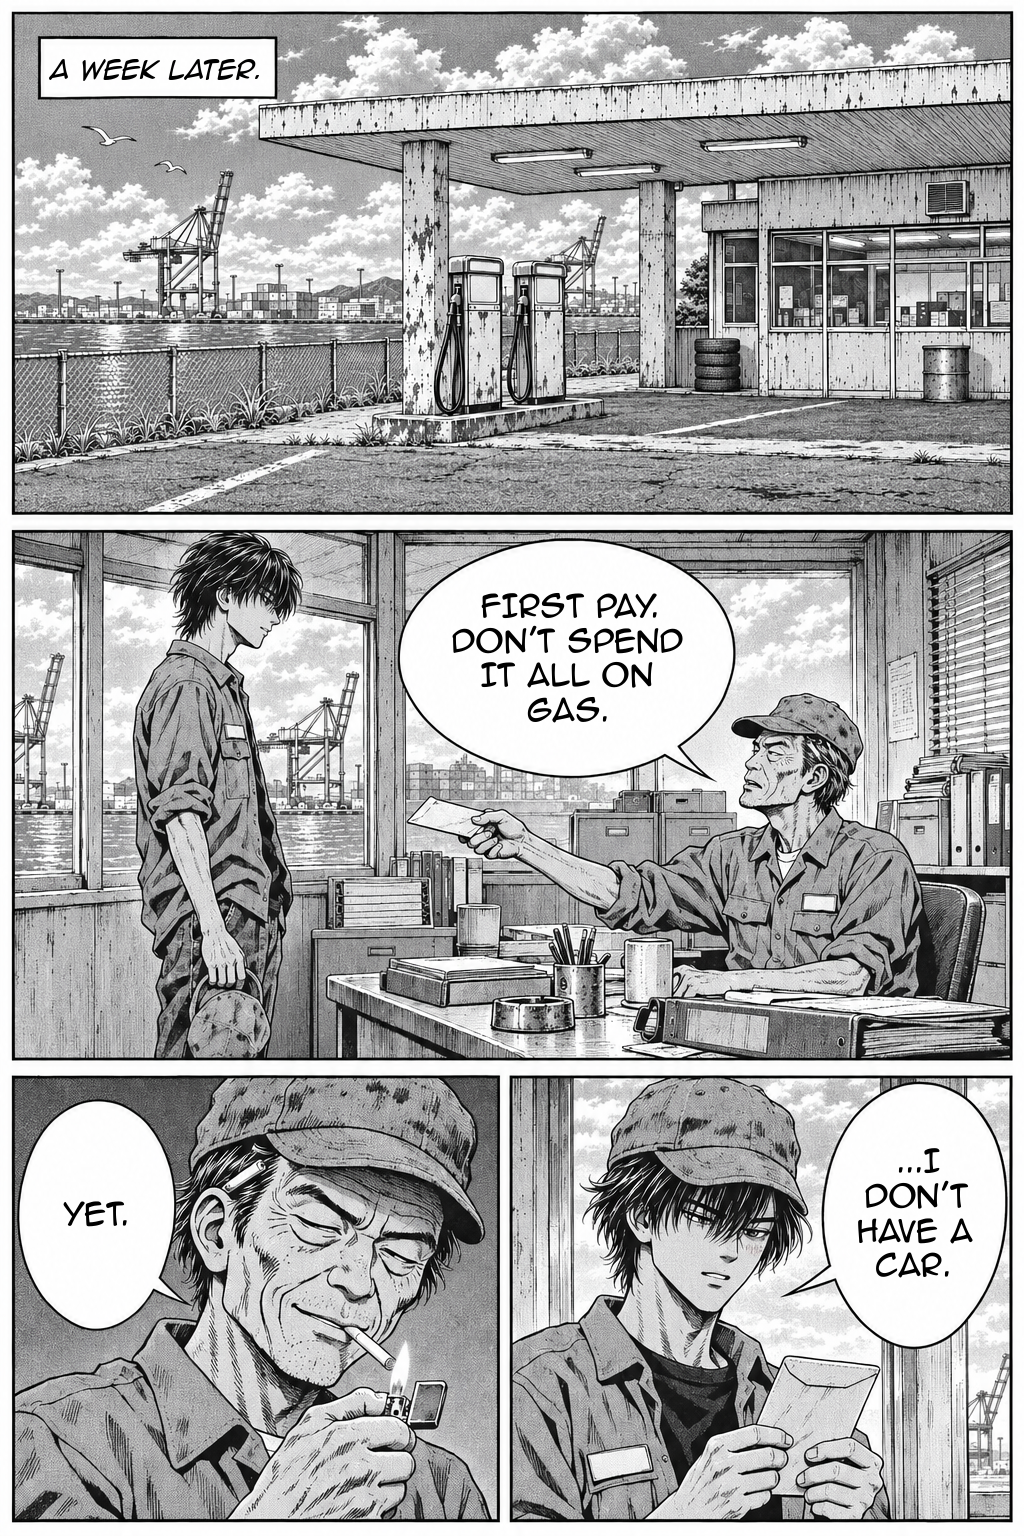 A WEEK LATER.
FIRST PAY.
DON'T SPEND
IT ALL ON
GAS.
...I
DON'T
HAVE A
CAR.
YET.